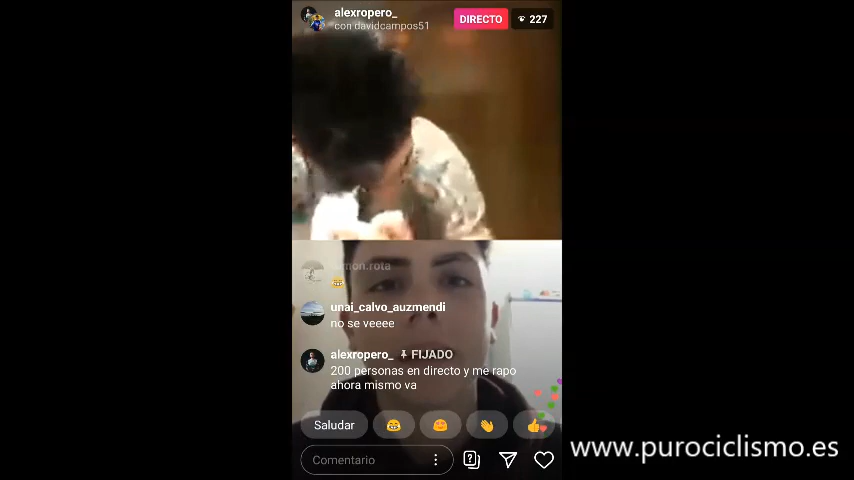 alexropero_
con davidcampos51
DIRECTO
227
unai_calvo_auzmendi
no se veeee
alexropero_ FIJADO
200 personas en directo y me rapo
ahora mismo va
Saludar
Comentario
www.purociclismo.es